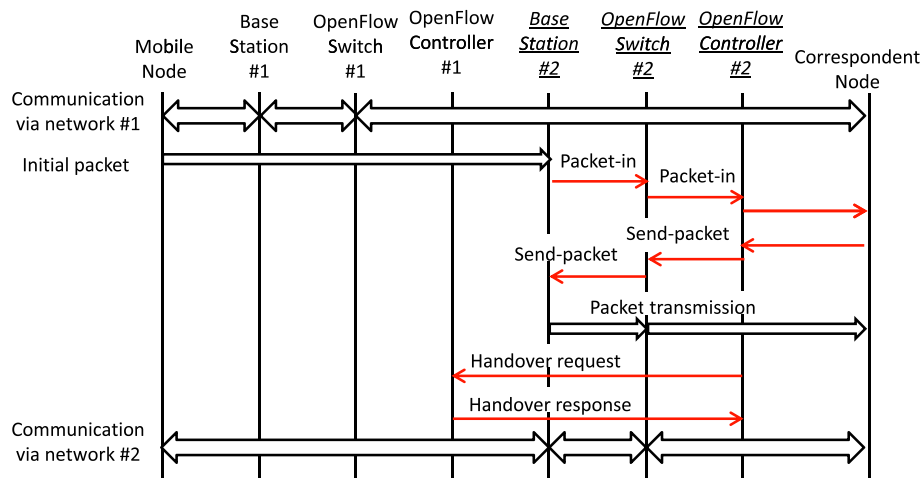 Mobile
Node
Base
Station
#1
OpenFlow
Switch
#1
OpenFlow
Controller
#1
Base
Station
#2
OpenFlow
Switch
#2
OpenFlow
Controller
#2
Correspondent
Node
Communication
via network #1
Initial packet
Packet-in
Packet-in
Send-packet
Send-packet
Packet transmission
Handover request
Handover response
Communication
via network #2